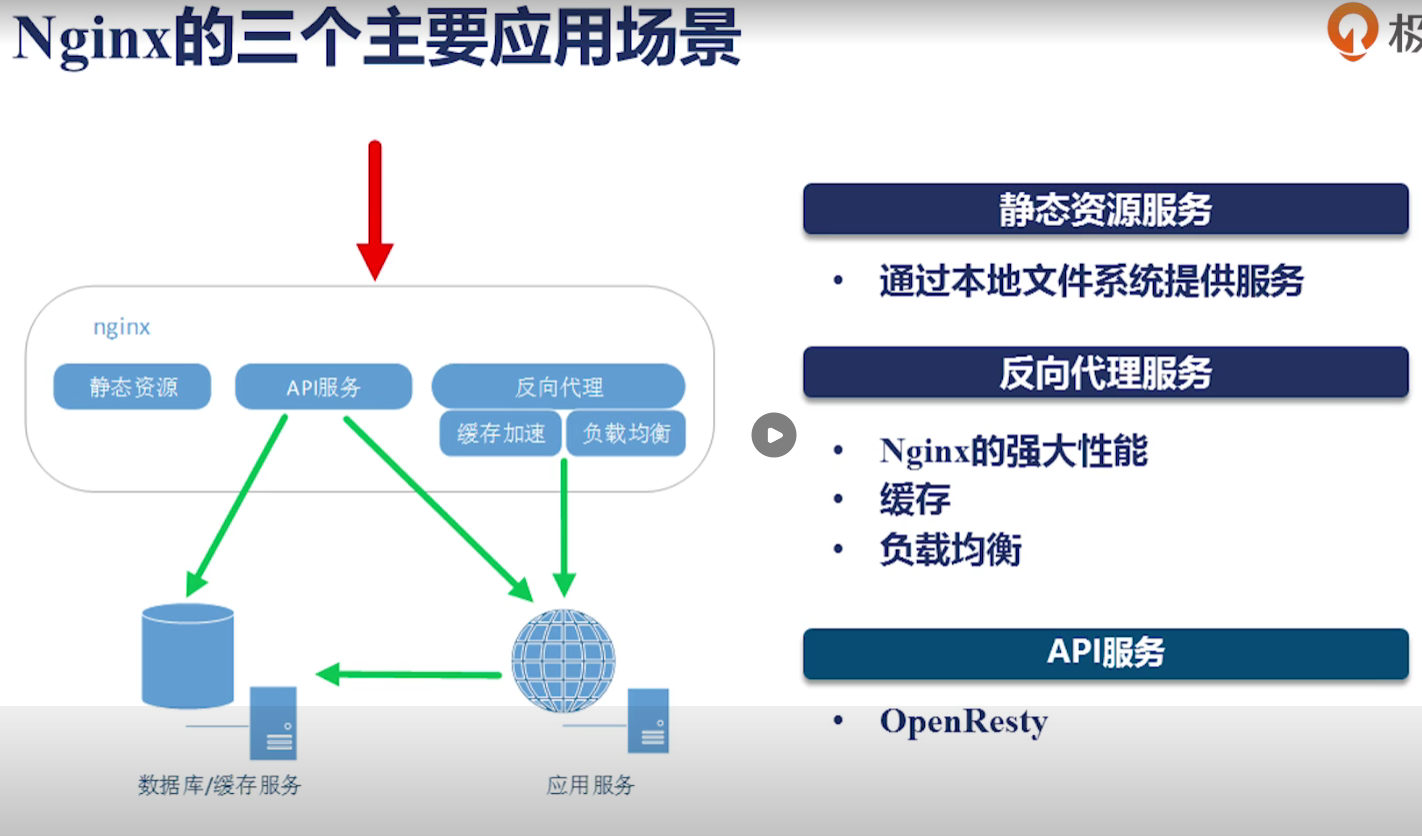 Nginx的三个主要应用场景
极
nginx
静态资源
API服务
反向代理
缓存加速
负载均衡
数据库/缓存服务
应用服务
静态资源服务
• 通过本地文件系统提供服务
反向代理服务
• Nginx的强大性能
• 缓存
• 负载均衡
API服务
• OpenResty